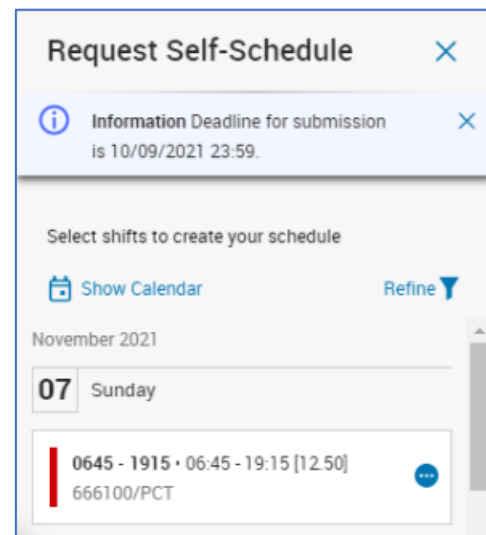 Request Self-Schedule
Information Deadline for submission
is 10/09/2021 23:59.
Select shifts to create your schedule
Show Calendar
Refine
November 2021
07 Sunday
0645 - 1915 • 06:45 - 19:15 [12.50]
666100/PCT